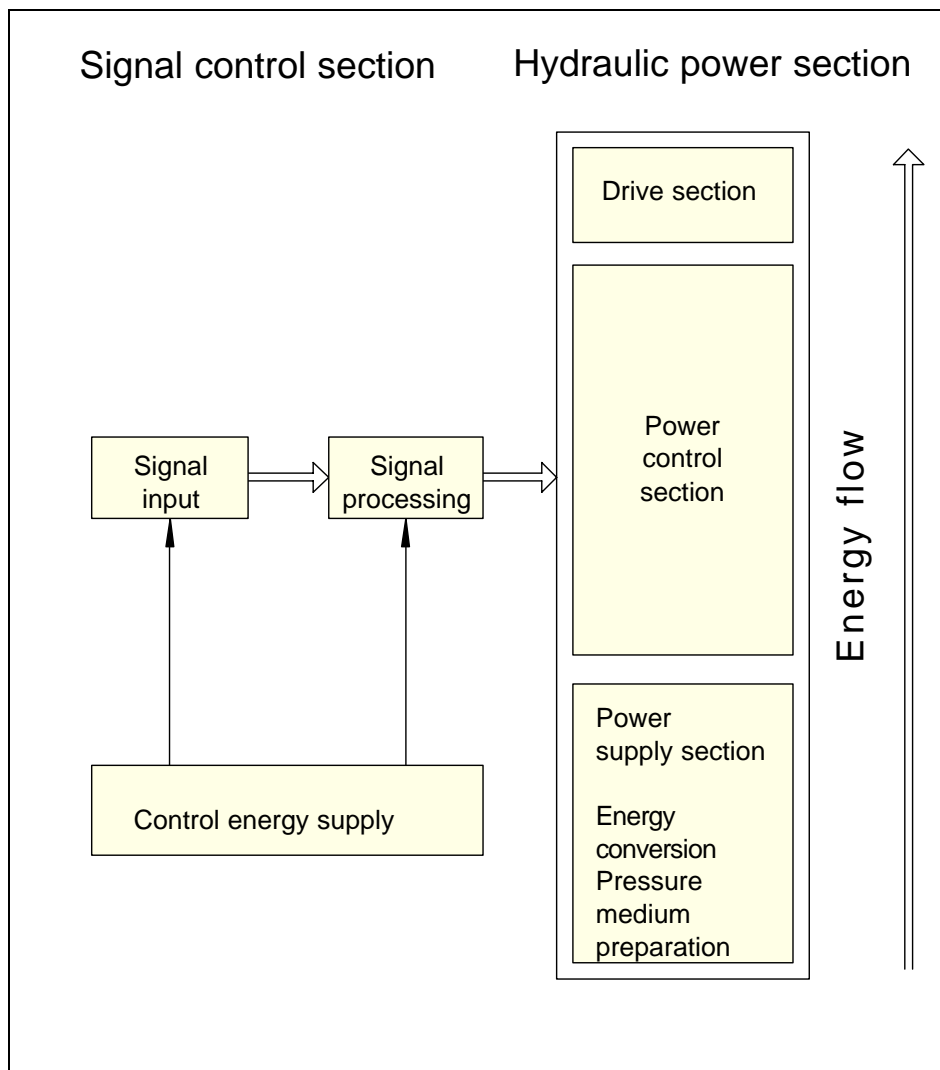 Signal control section
Hydraulic power section
Drive section
Power
control
section
Signal
input
Signal
processing
Energy flow
Power
supply section
Energy
conversion
Pressure
medium
preparation
Control energy supply